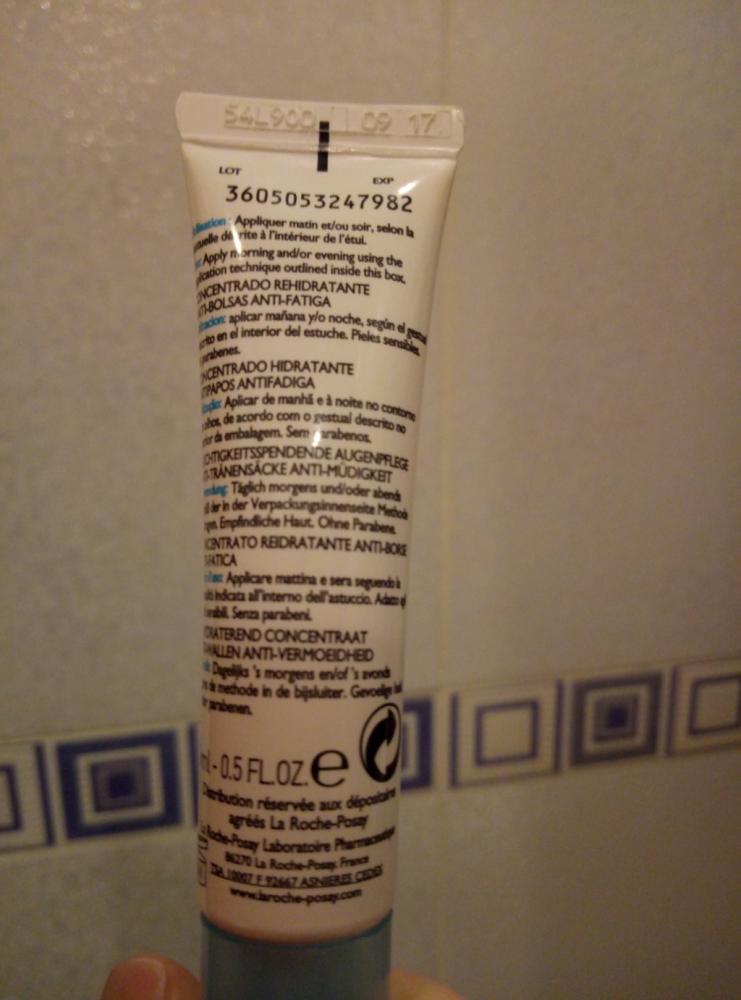 54L900 09 17
LOT EXP
3605053247982
Appliquer matin et/ou soir, selon la
décrite à l'intérieur de l'étui.
Apply morning and/or evening using the
technique outlined inside this box.
REHIDRATANTE
ANTI-FATIGA
aplicar mañana y/o noche, según el
en el interior del estuche. Pieles sensibles.
parabenes.
HIDRATANTE
ANTIFADIGA
Aplicar de manhã e à noite no contorno
de acordo com o gestual descrito no
da embalagem. Sem parabenos.
AUGENPFLEGE
ANTI-MÜDIGKEIT
Täglich morgens und/oder abends
der in der Verpackungsinnenseite Methode
Empfindliche Haut. Ohne Parabene.
REIDRATANTE ANTI-BORSE
Applicare mattina e sera seguendo la
indicata all'interno dell'astuccio.
Senza parabeni.
CONCENTRAAT
ANTI-VERMOEIDHEID
Dagelijks 's morgens en/of 's avonds
de methode in de bijsluiter. Gevoelige
parabenen.
- 0.5 FL.OZ. e
Distribution réservée aux dépositaires
agréés La Roche-Posay
La Roche-Posay Laboratoire Pharmaceutique
86270 La Roche-Posay, France
TSA 10007 F 92667 ASNIERES CEDEX
www.laroche-posay.com